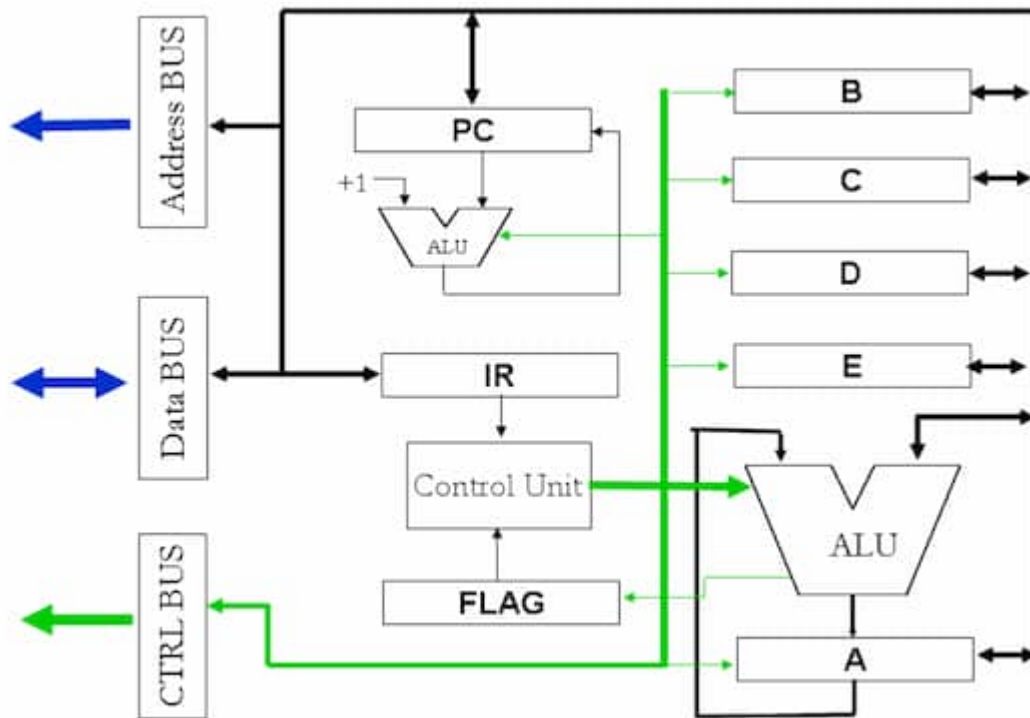 Address BUS
Data BUS
CTRL BUS
PC
+1
ALU
IR
Control Unit
FLAG
B
C
D
E
ALU
A